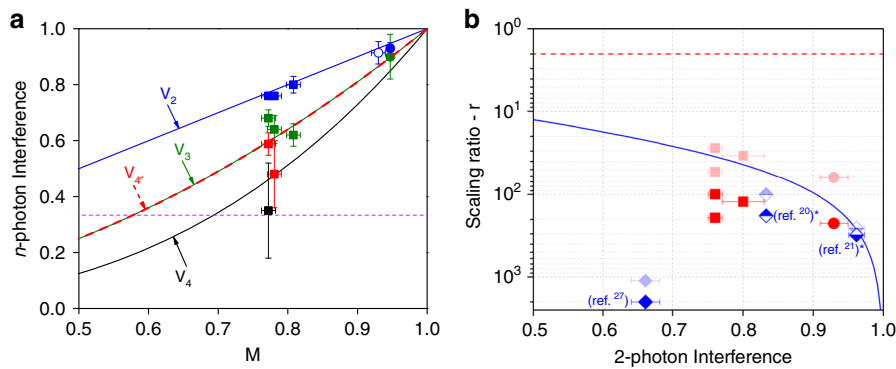 a
n-photon Interference
1.0
0.8
0.6
0.4
0.2
0.0
V2
V3
V4''
V4
0.5 0.6 0.7 0.8 0.9 1.0
M
b
Scaling ratio - r
10^0
10^1
10^2
10^3
(ref. 20)*
(ref. 21)*
(ref. 27)
0.5 0.6 0.7 0.8 0.9 1.0
2-photon Interference